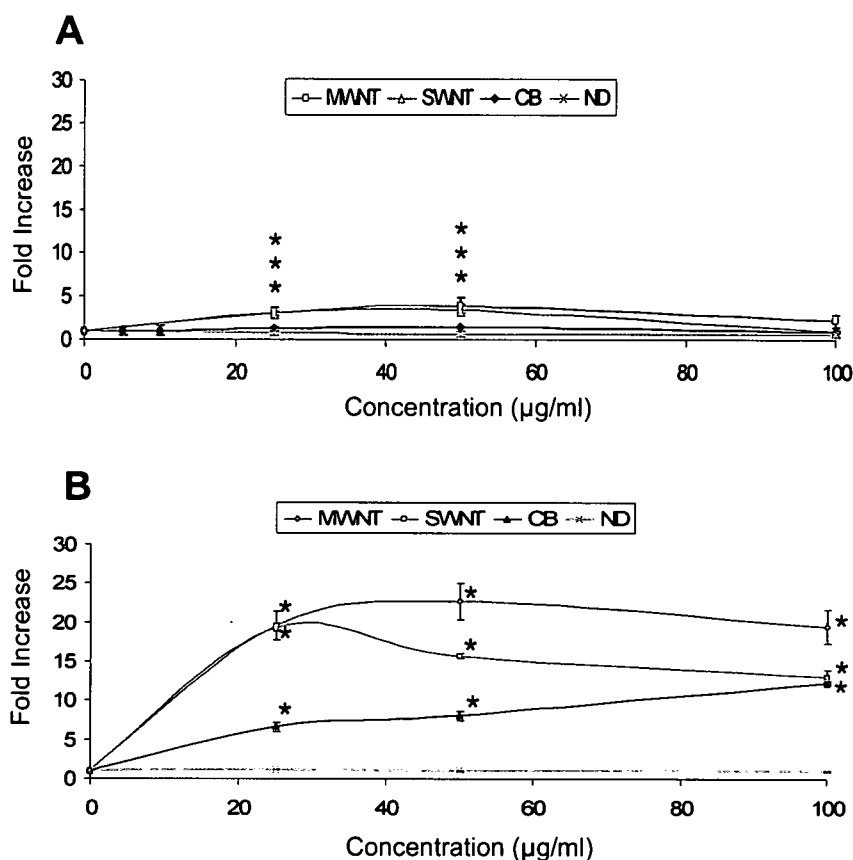 A
MWNT SWNT CB ND
Fold Increase
30
25
20
15
10
5
0
* *
* *
* *
0 20 40 60 80 100
Concentration (µg/ml)
B
MWNT SWNT CB ND
Fold Increase
30
25
20
15
10
5
0
* * *
* * *
* * *
0 20 40 60 80 100
Concentration (µg/ml)